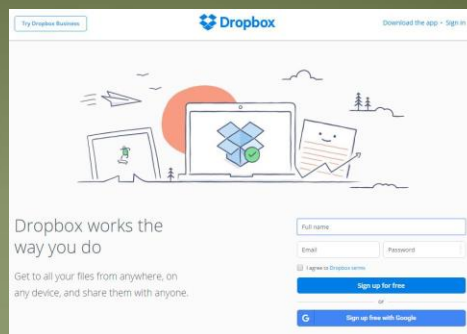 Try Dropbox Business
Dropbox
Download the app • Sign in
Dropbox works the
way you do
Get to all your files from anywhere, on
any device, and share them with anyone.
Full name
Email
Password
I agree to Dropbox terms
Sign up for free
or
G
Sign up free with Google